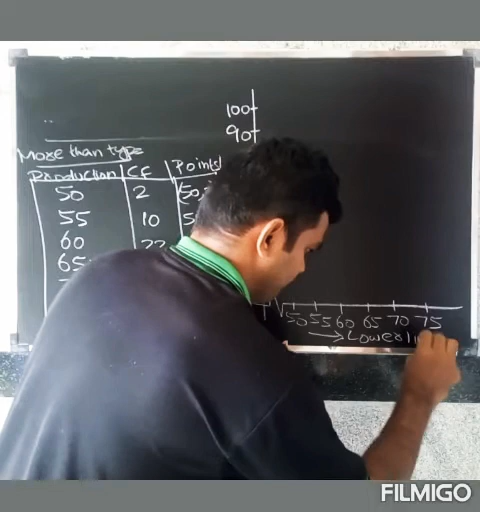 100
90
More than type
Production CF Points
50 2 (50,
55 10 5
60 22
65
50 55 60 65 70 75
→ Lower li
FILMIGO